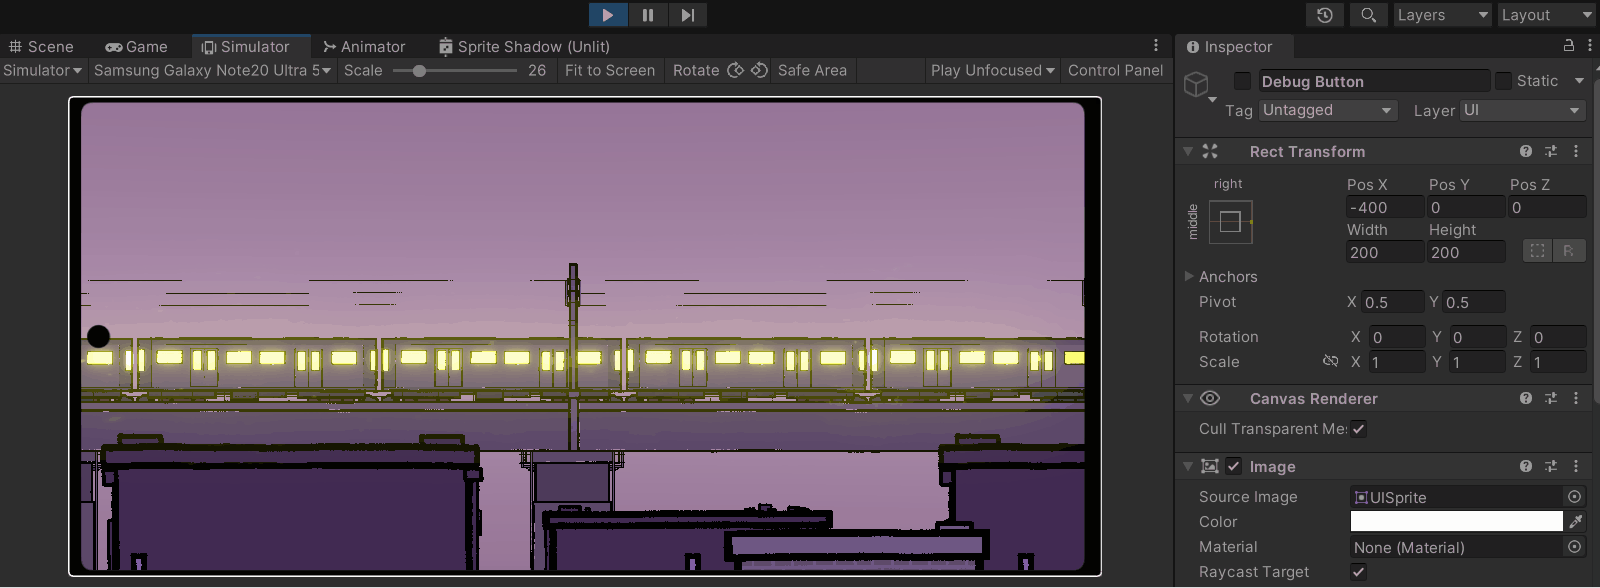 Layers Layout
Scene Game Simulator Animator Sprite Shadow (Unlit) Inspector
Simulator Samsung Galaxy Note20 Ultra 5 Scale 26 Fit to Screen Rotate Safe Area Play Unfocused Control Panel
Debug Button Static
Tag Untagged Layer UI
Rect Transform
right
middle
Pos X Pos Y Pos Z
-400 0 0
Width Height
200 200 R
Anchors
Pivot X 0.5 Y 0.5
Rotation X 0 Y 0 Z 0
Scale X 1 Y 1 Z 1
Canvas Renderer
Cull Transparent Me
Image
Source Image UISprite
Color
Material None (Material)
Raycast Target